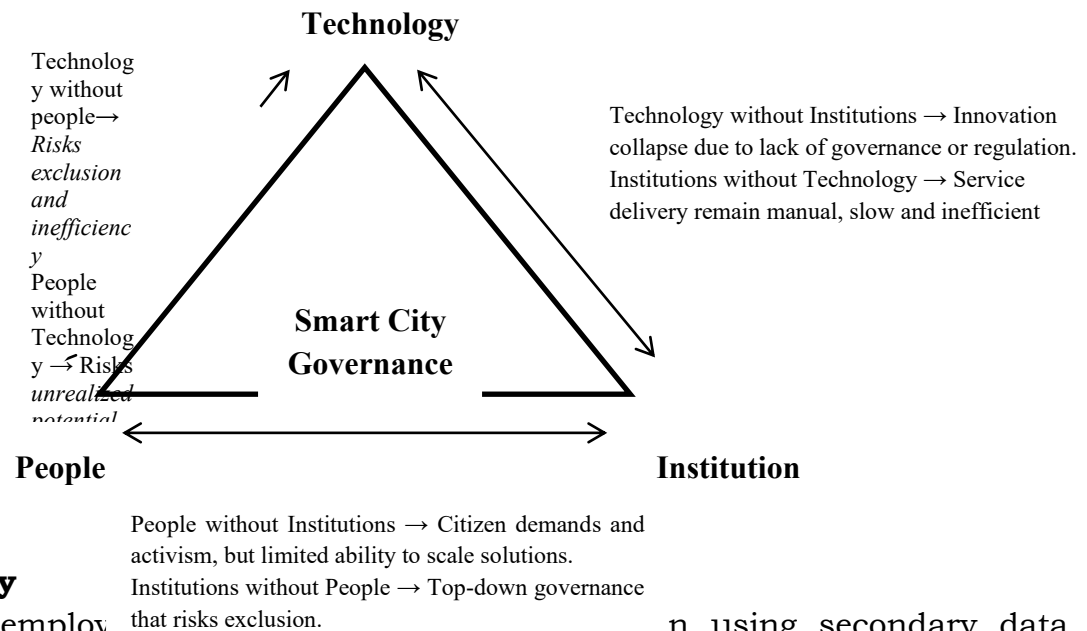 Technology
Technolog
y without
people→
Risks
exclusion
and
inefficienc
y
People
without
Technolog
y → Risks
unrealized
potential
Technology without Institutions → Innovation
collapse due to lack of governance or regulation.
Institutions without Technology → Service
delivery remain manual, slow and inefficient
Smart City
Governance
People
Institution
People without Institutions → Citizen demands and
activism, but limited ability to scale solutions.
Institutions without People → Top-down governance
that risks exclusion.
y
employ
n using secondary data